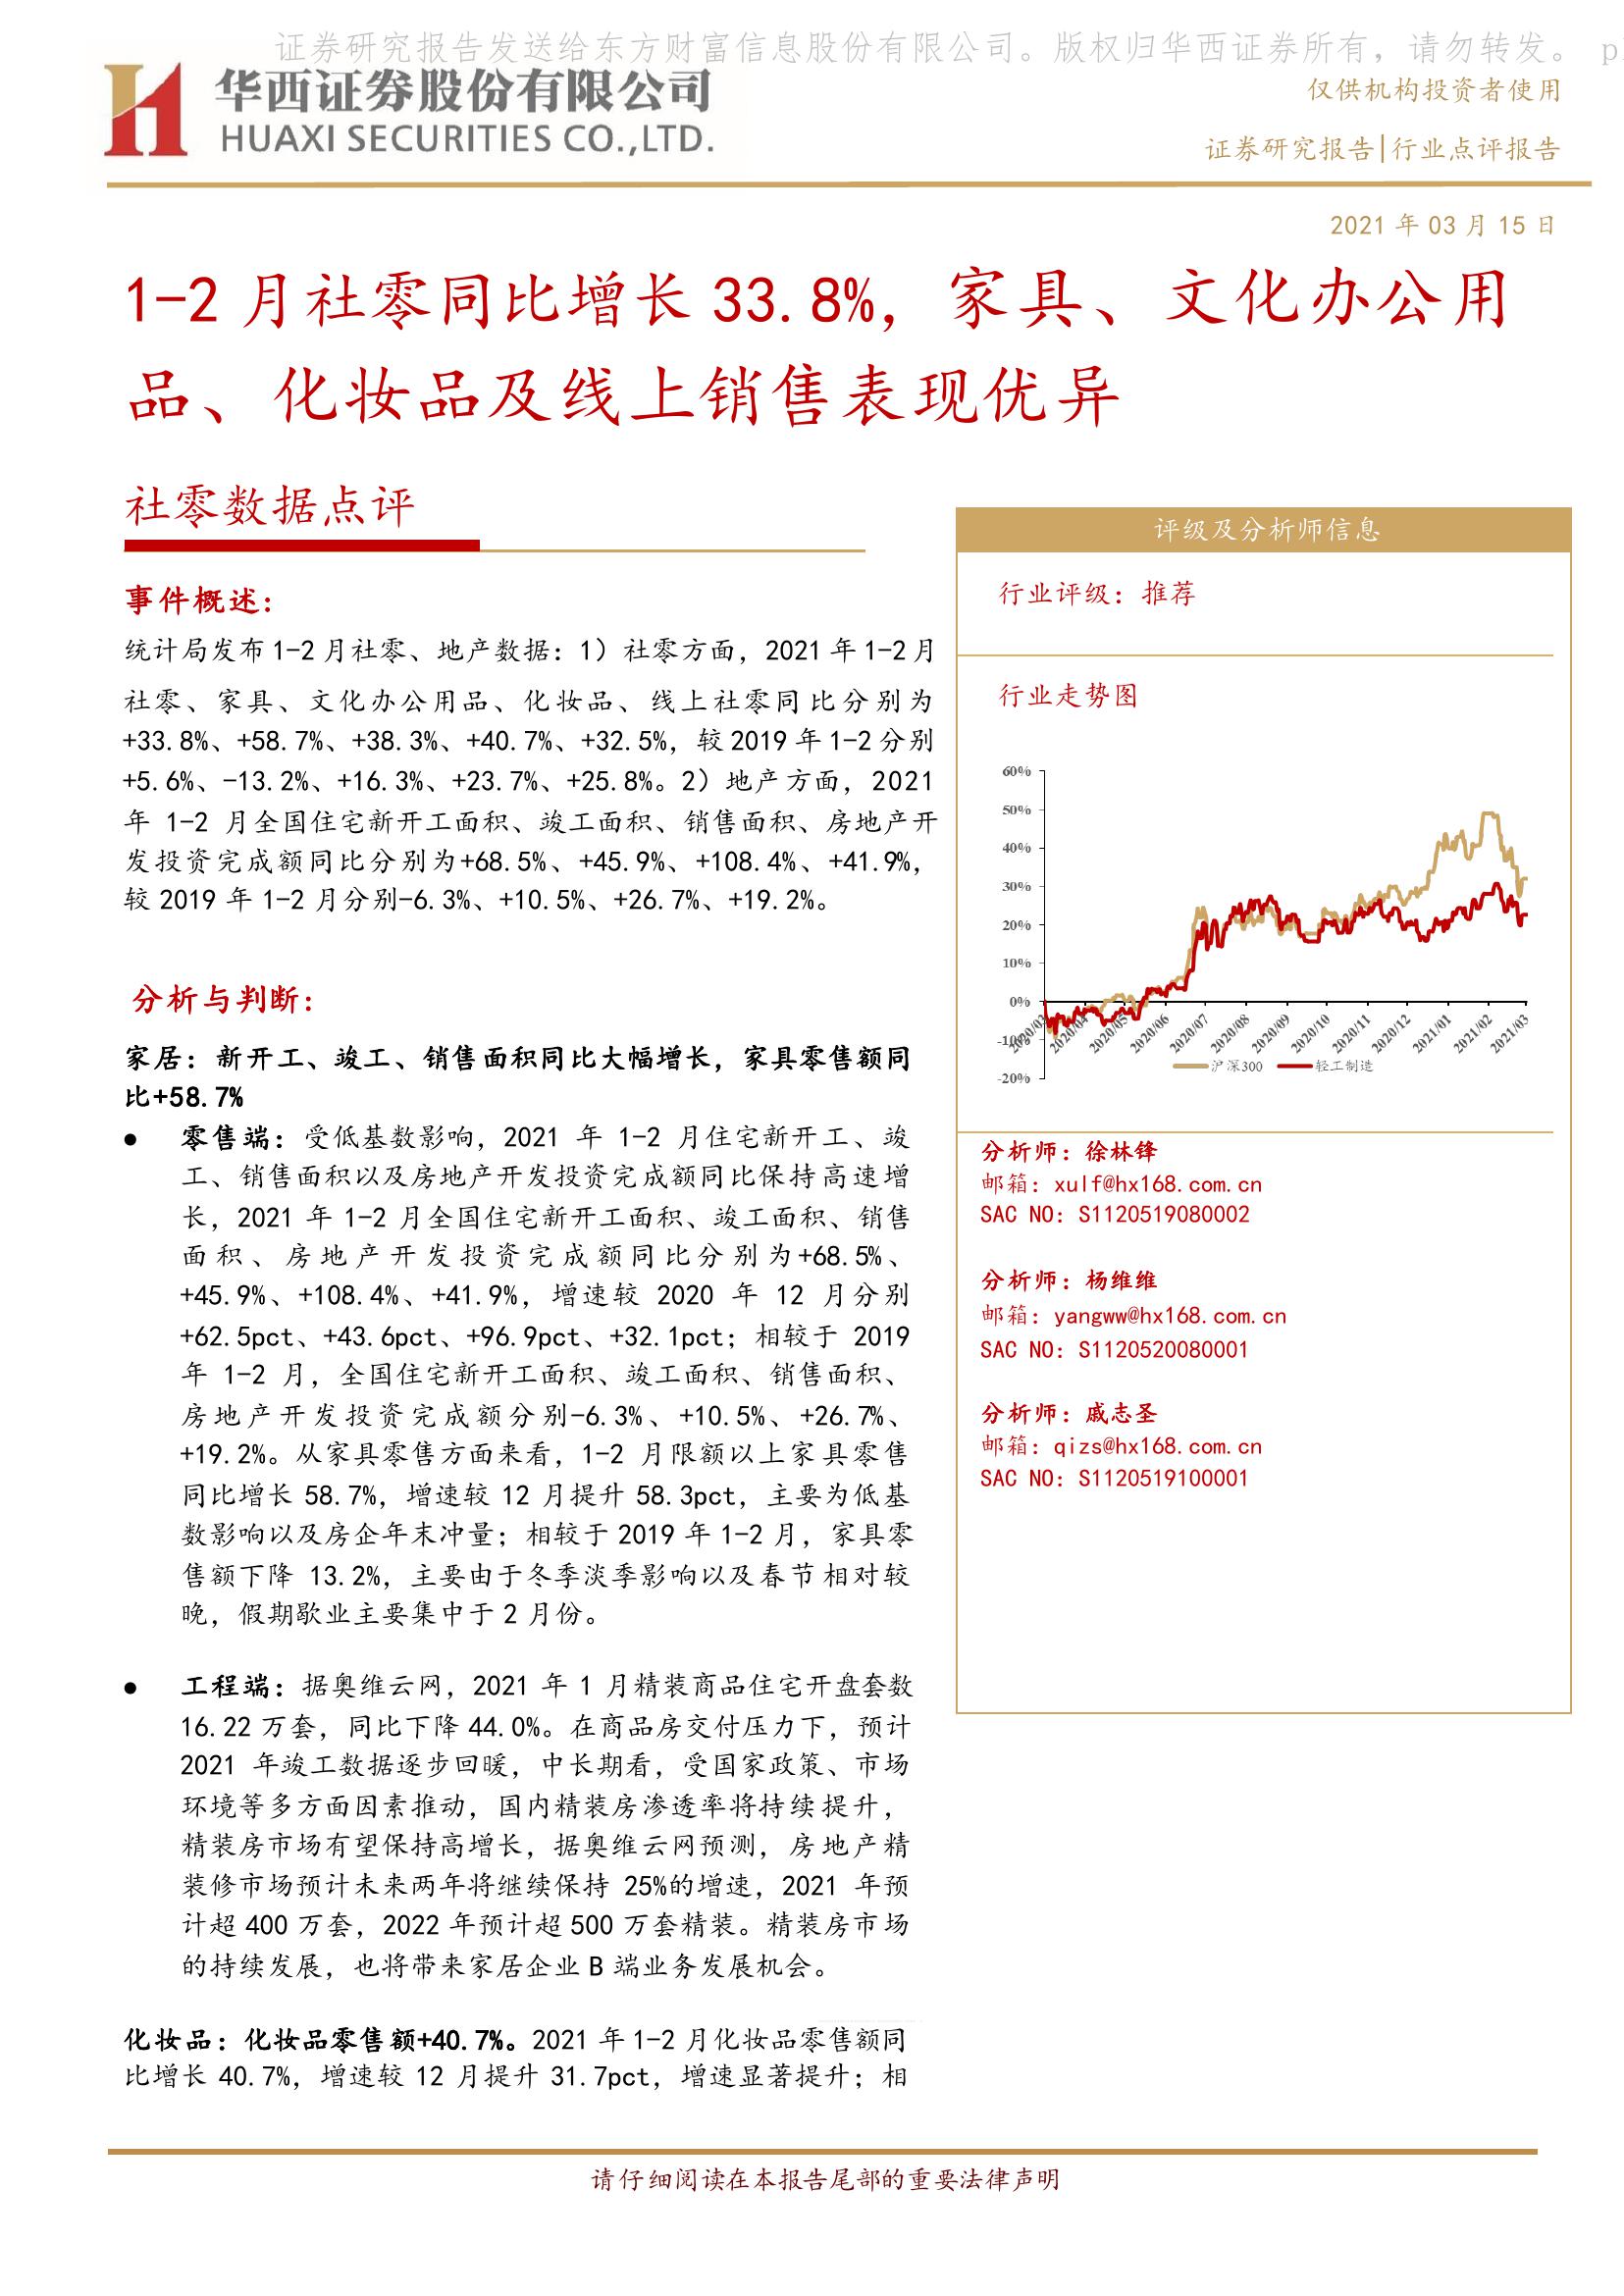 证券研究报告发送给东方财富信息股份有限公司。版权归华西证券所有，请勿转发。 p
华西证券股份有限公司
HUAXI SECURITIES CO.,LTD.
仅供机构投资者使用
证券研究报告|行业点评报告
2021 年 03 月 15 日
1-2 月社零同比增长 33.8%，家具、文化办公用
品、化妆品及线上销售表现优异
社零数据点评
事件概述：
统计局发布 1-2 月社零、地产数据：1）社零方面，2021 年 1-2 月
社零、家具、文化办公用品、化妆品、线上社零同比分别为
+33.8%、+58.7%、+38.3%、+40.7%、+32.5%，较 2019 年 1-2 分别
+5.6%、-13.2%、+16.3%、+23.7%、+25.8%。2）地产方面，2021
年 1-2 月全国住宅新开工面积、竣工面积、销售面积、房地产开
发投资完成额同比分别为+68.5%、+45.9%、+108.4%、+41.9%，
较 2019 年 1-2 月分别-6.3%、+10.5%、+26.7%、+19.2%。
分析与判断：
家居：新开工、竣工、销售面积同比大幅增长，家具零售额同
比+58.7%
● 零售端：受低基数影响，2021 年 1-2 月住宅新开工、竣
工、销售面积以及房地产开发投资完成额同比保持高速增
长，2021 年 1-2 月全国住宅新开工面积、竣工面积、销售
面积、房地产开发投资完成额同比分别为+68.5%、
+45.9%、+108.4%、+41.9%，增速较 2020 年 12 月分别
+62.5pct、+43.6pct、+96.9pct、+32.1pct；相较于 2019
年 1-2 月，全国住宅新开工面积、竣工面积、销售面积、
房地产开发投资完成额分别-6.3%、+10.5%、+26.7%、
+19.2%。从家具零售方面来看，1-2 月限额以上家具零售
同比增长 58.7%，增速较 12 月提升 58.3pct，主要为低基
数影响以及房企年末冲量；相较于 2019 年 1-2 月，家具零
售额下降 13.2%，主要由于冬季淡季影响以及春节相对较
晚，假期歇业主要集中于 2 月份。
● 工程端：据奥维云网，2021 年 1 月精装商品住宅开盘套数
16.22 万套，同比下降 44.0%。在商品房交付压力下，预计
2021 年竣工数据逐步回暖，中长期看，受国家政策、市场
环境等多方面因素推动，国内精装房渗透率将持续提升，
精装房市场有望保持高增长，据奥维云网预测，房地产精
装修市场预计未来两年将继续保持 25%的增速，2021 年预
计超 400 万套，2022 年预计超 500 万套精装。精装房市场
的持续发展，也将带来家居企业 B 端业务发展机会。
化妆品：化妆品零售额+40.7%。2021 年 1-2 月化妆品零售额同
比增长 40.7%，增速较 12 月提升 31.7pct，增速显著提升；相
评级及分析师信息
行业评级：推荐
行业走势图
60%
50%
40%
30%
20%
10%
0%
-10%
-20%
2020/03 2020/04 2020/05 2020/06 2020/07 2020/08 2020/09 2020/10 2020/11 2020/12 2021/01 2021/02 2021/03
沪深300 轻工制造
分析师：徐林锋
邮箱：xulf@hx168.com.cn
SAC NO：S1120519080002
分析师：杨维维
邮箱：yangww@hx168.com.cn
SAC NO：S1120520080001
分析师：戚志圣
邮箱：qizs@hx168.com.cn
SAC NO：S1120519100001
请仔细阅读在本报告尾部的重要法律声明